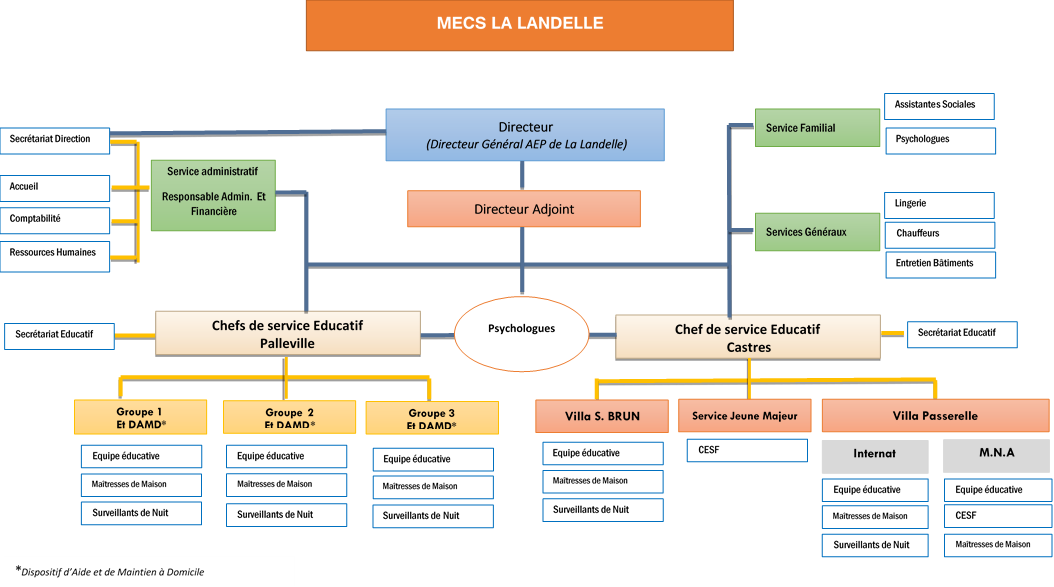 MECS LA LANDELLE
Directeur
(Directeur Général AEP de La Landelle)
Secrétariat Direction
Accueil
Comptabilité
Ressources Humaines
Service administratif
Responsable Admin. Et
Financière
Directeur Adjoint
Service Familial
Assistantes Sociales
Psychologues
Services Généraux
Lingerie
Chauffeurs
Entretien Bâtiments
Secrétariat Educatif
Chefs de service Educatif
Palleville
Psychologues
Chef de service Educatif
Castres
Secrétariat Educatif
Groupe 1
Et DAMD*
Equipe éducative
Maîtresses de Maison
Surveillants de Nuit
Groupe 2
Et DAMD*
Equipe éducative
Maîtresses de Maison
Surveillants de Nuit
Groupe 3
Et DAMD*
Equipe éducative
Maîtresses de Maison
Surveillants de Nuit
Villa S. BRUN
Equipe éducative
Maîtresses de Maison
Surveillants de Nuit
Service Jeune Majeur
CESF
Villa Passerelle
Internat
Equipe éducative
Maîtresses de Maison
Surveillants de Nuit
M.N.A
Equipe éducative
CESF
Maîtresses de Maison
*Dispositif d'Aide et de Maintien à Domicile